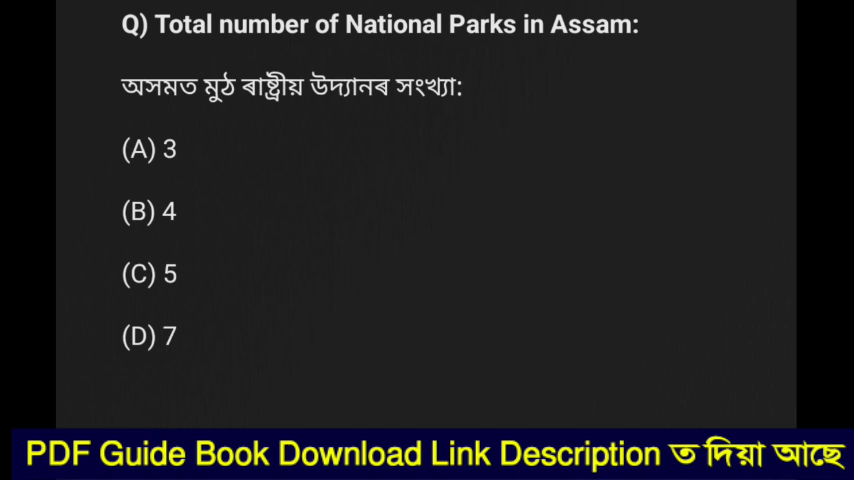 Q) Total number of National Parks in Assam:
অসমত মুঠ ৰাষ্ট্ৰীয় উদ্যানৰ সংখ্যা:
(A) 3
(B) 4
(C) 5
(D) 7
PDF Guide Book Download Link Description ত দিয়া আছে